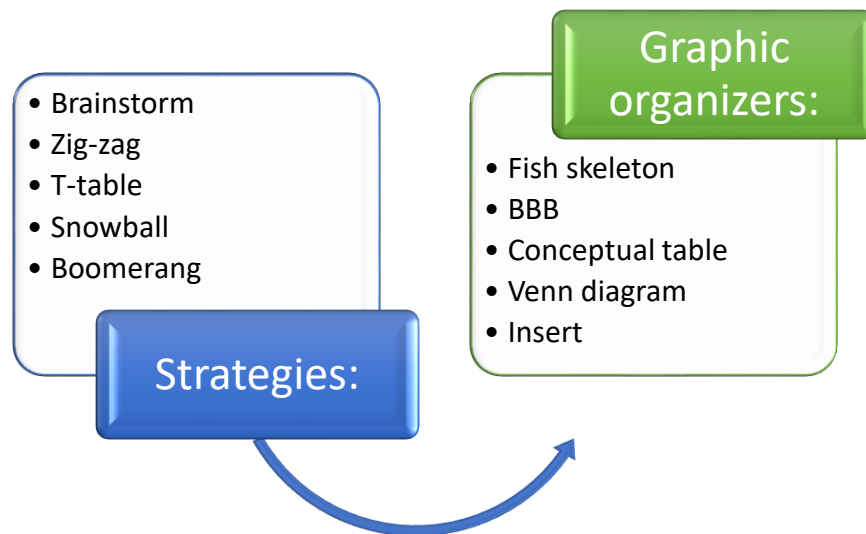 • Brainstorm
• Zig-zag
• T-table
• Snowball
• Boomerang
Strategies:
Graphic
organizers:
• Fish skeleton
• BBB
• Conceptual table
• Venn diagram
• Insert